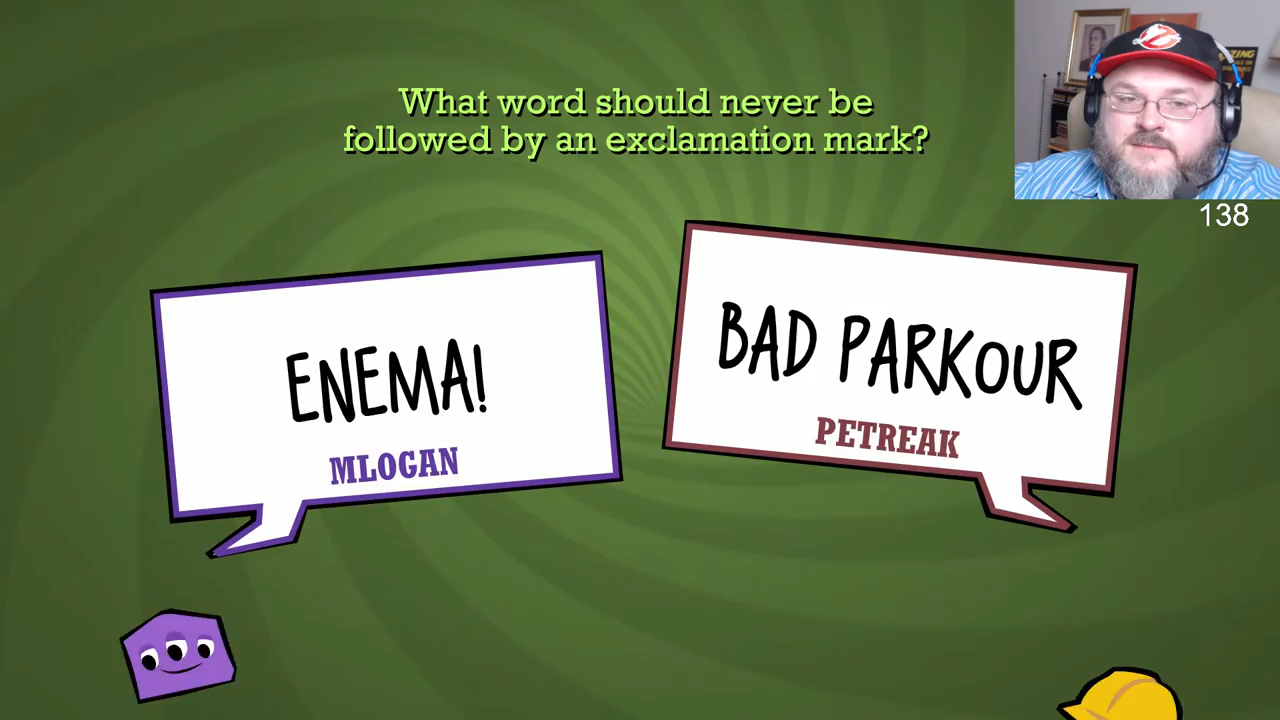 What word should never be
followed by an exclamation mark?
138
ENEMA!
MLOGAN
BAD PARKOUR
PETREAK